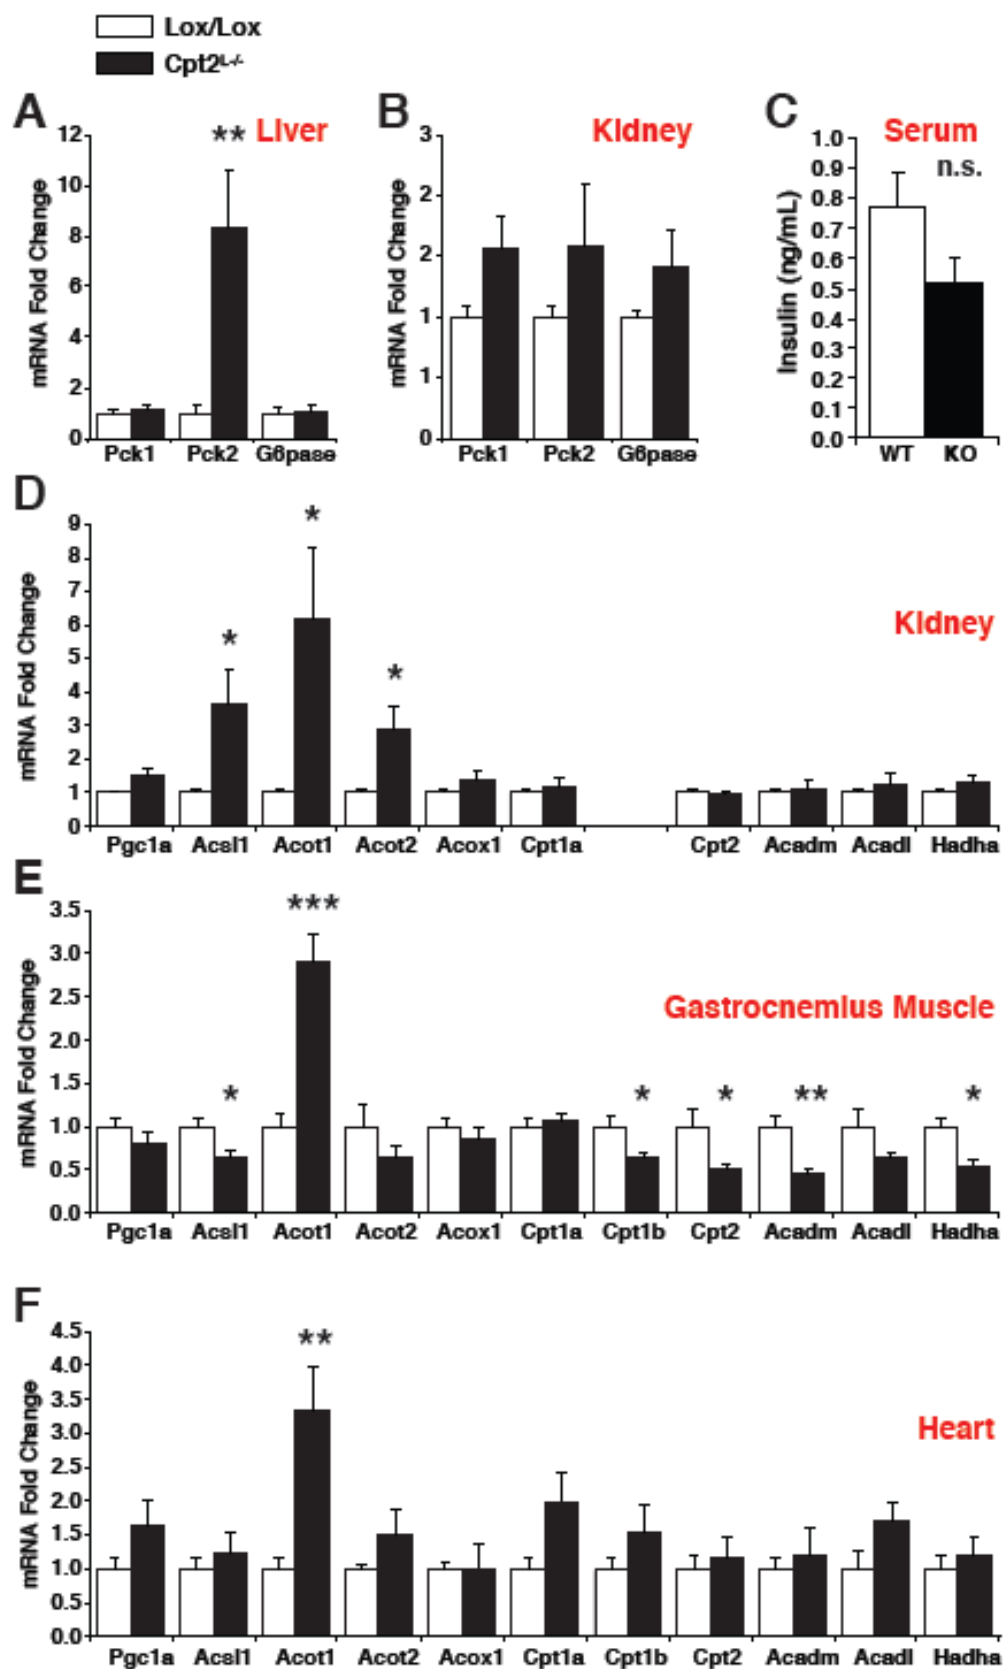 Lox/Lox
Cpt2L-/-
A
Liver
**
mRNA Fold Change
12
10
8
6
4
2
0
Pck1 Pck2 G6pase
B
Kidney
mRNA Fold Change
3
2
2
1
1
0
Pck1 Pck2 G6pase
C
Serum
n.s.
Insulin (ng/mL)
1.0
0.9
0.8
0.7
0.6
0.5
0.4
0.3
0.2
0.1
0.0
WT KO
D
Kidney
mRNA Fold Change
9
8
7
6
5
4
3
2
1
0
* * *
Pgc1a Acsl1 Acot1 Acot2 Acox1 Cpt1a Cpt2 Acadm Acadl Hadha
E
Gastrocnemius Muscle
mRNA Fold Change
3.5
3.0
2.5
2.0
1.5
1.0
0.5
0.0
* *** * * ** *
Pgc1a Acsl1 Acot1 Acot2 Acox1 Cpt1a Cpt1b Cpt2 Acadm Acadl Hadha
F
Heart
mRNA Fold Change
4.5
4.0
3.5
3.0
2.5
2.0
1.5
1.0
0.5
0.0
**
Pgc1a Acsl1 Acot1 Acot2 Acox1 Cpt1a Cpt1b Cpt2 Acadm Acadl Hadha